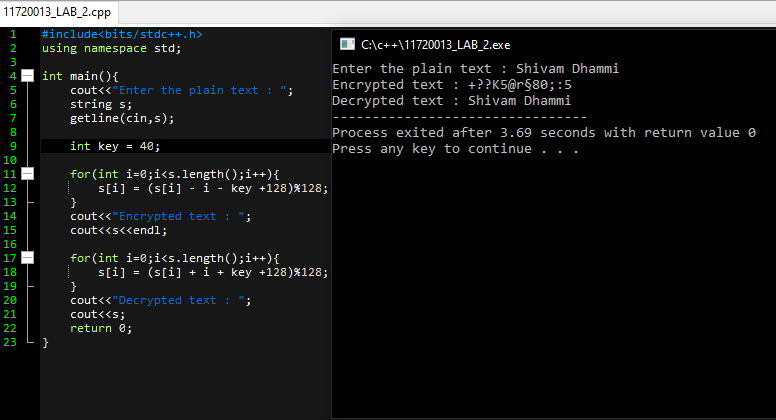 11720013_LAB_2.cpp
1 #include<bits/stdc++.h>
2 using namespace std;
3
4 int main(){
5 cout<<"Enter the plain text : ";
6 string s;
7 getline(cin,s);
8
9 int key = 40;
10
11 for(int i=0;i<s.length();i++){
12 s[i] = (s[i] - i - key +128)%128;
13 }
14 cout<<"Encrypted text : ";
15 cout<<s<<endl;
16
17 for(int i=0;i<s.length();i++){
18 s[i] = (s[i] + i + key +128)%128;
19 }
20 cout<<"Decrypted text : ";
21 cout<<s;
22 return 0;
23 }
C:\c++\11720013_LAB_2.exe
Enter the plain text : Shivam Dhammi
Encrypted text : +??K5@r§80;:5
Decrypted text : Shivam Dhammi
--------------------------------
Process exited after 3.69 seconds with return value 0
Press any key to continue . . .